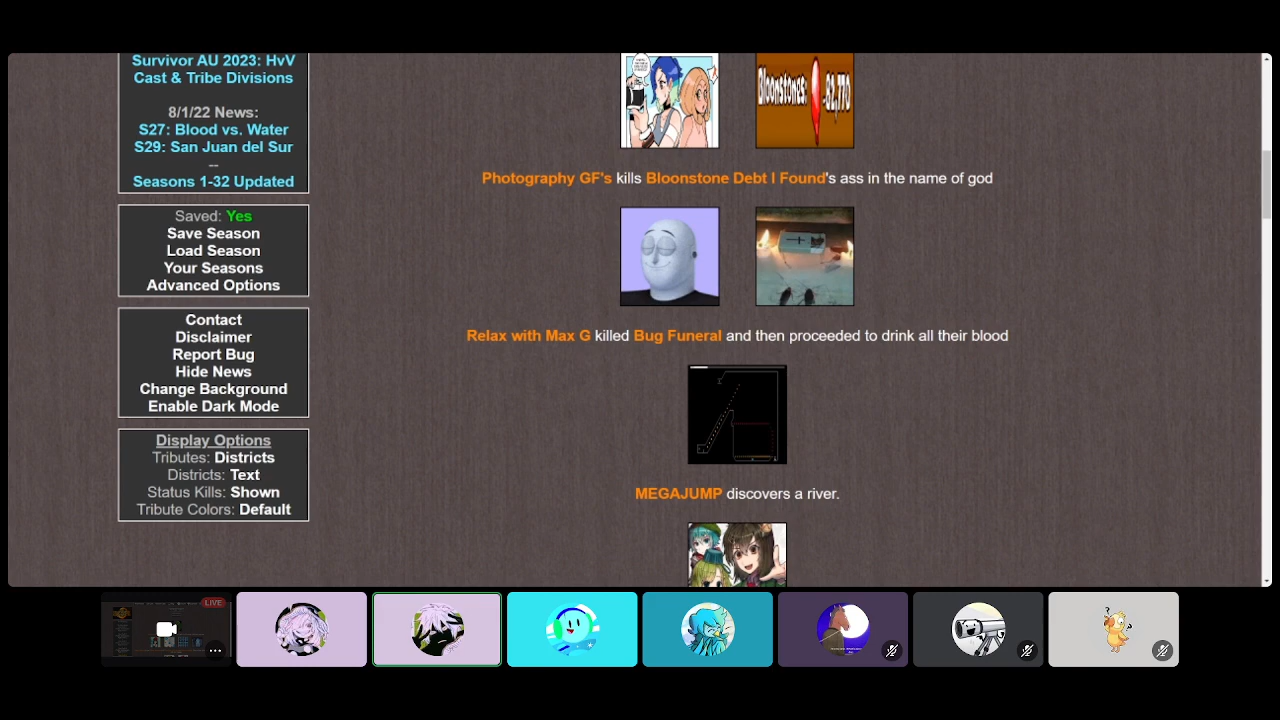 Survivor AU 2023: HvV
Cast & Tribe Divisions
8/1/22 News:
S27: Blood vs. Water
S29: San Juan del Sur
--
Seasons 1-32 Updated
Saved: Yes
Save Season
Load Season
Your Seasons
Advanced Options
Contact
Disclaimer
Report Bug
Hide News
Change Background
Enable Dark Mode
Display Options
Tributes: Districts
Districts: Text
Status Kills: Shown
Tribute Colors: Default
Bloonstones: -82,770
Photography GF's kills Bloonstone Debt I Found's ass in the name of god
Relax with Max G killed Bug Funeral and then proceeded to drink all their blood
MEGAJUMP discovers a river.
LIVE